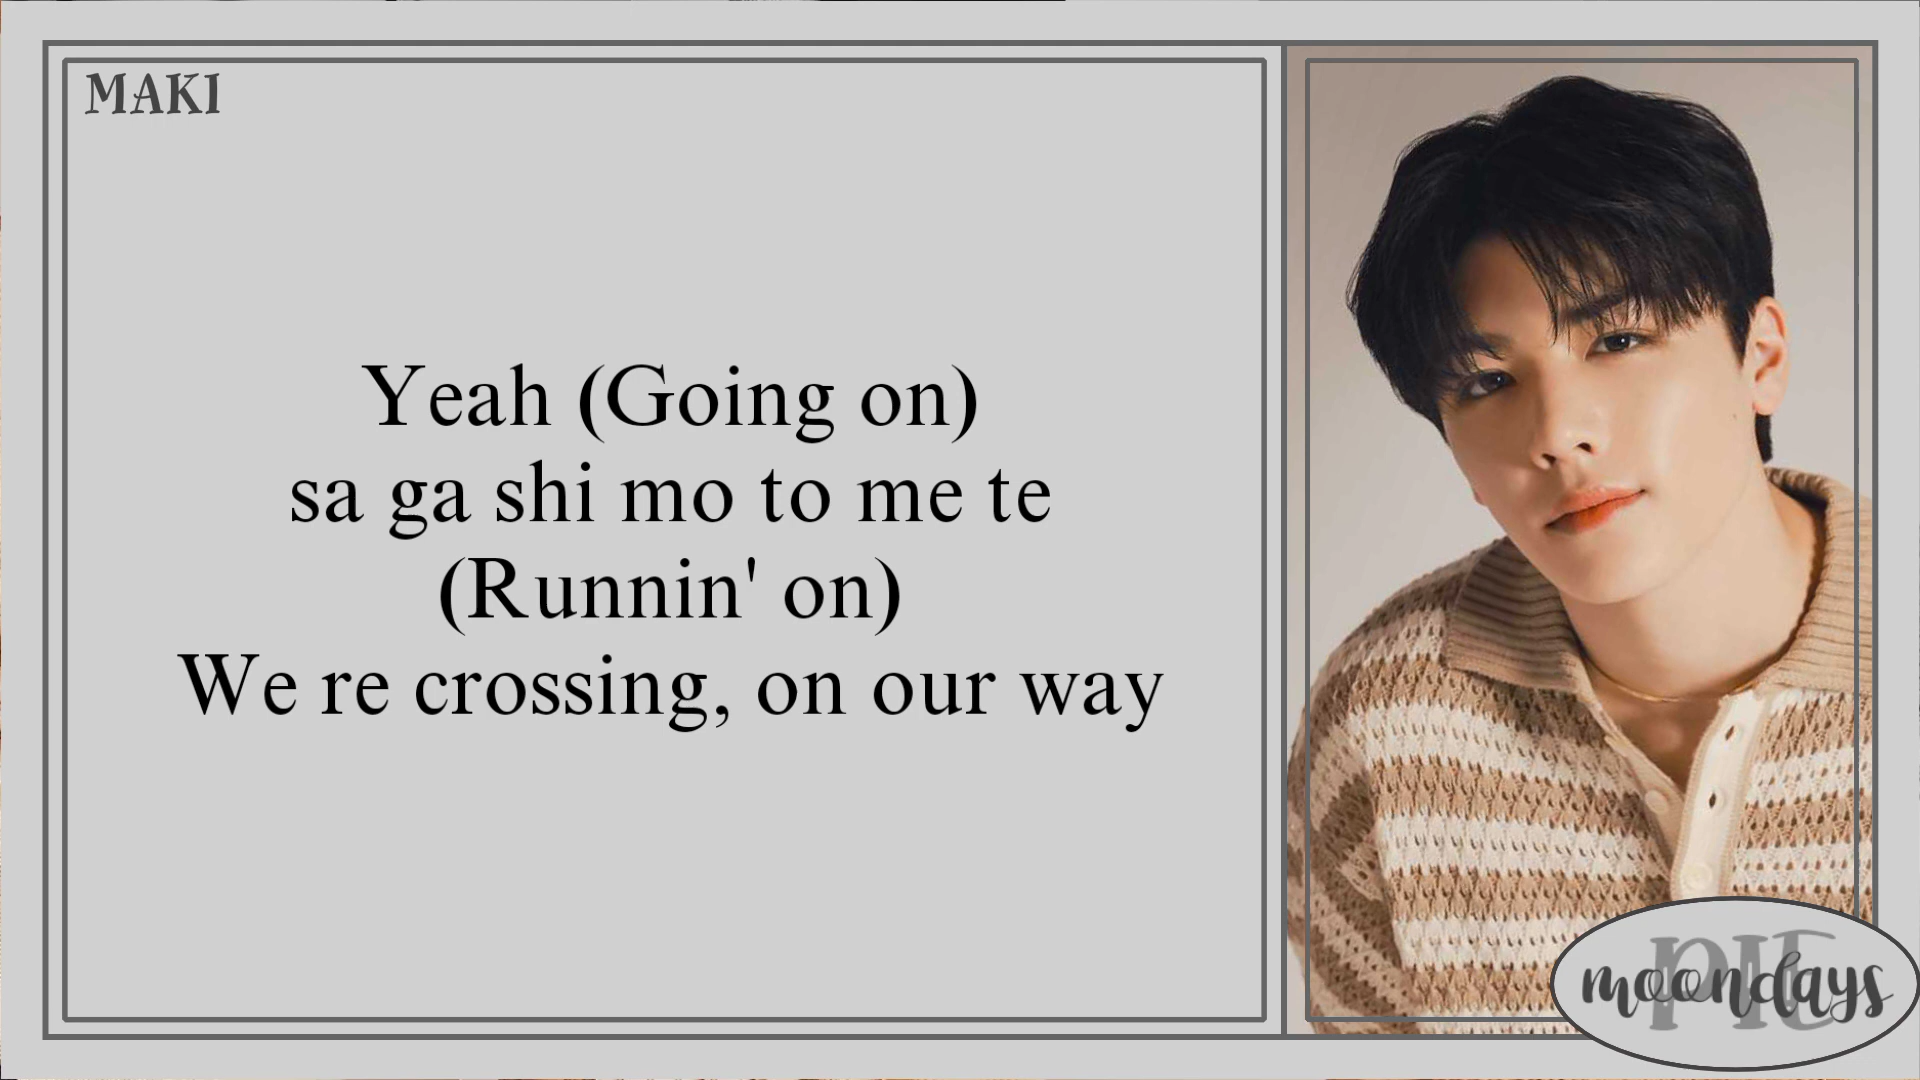 MAKI
Yeah (Going on)
sa ga shi mo to me te
(Runnin' on)
We re crossing, on our way
moondays